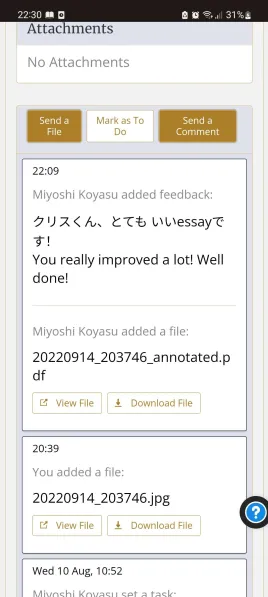 22:30
31%
Attachments
No Attachments
Send a
File
Mark as To
Do
Send a
Comment
22:09
Miyoshi Koyasu added feedback:
クリスくん、とても いいessayで
す！
You really improved a lot! Well
done!
Miyoshi Koyasu added a file:
20220914_203746_annotated.p
df
View File
Download File
20:39
You added a file:
20220914_203746.jpg
View File
Download File
?
Wed 10 Aug, 10:52
Miyoshi Koyasu set a task: